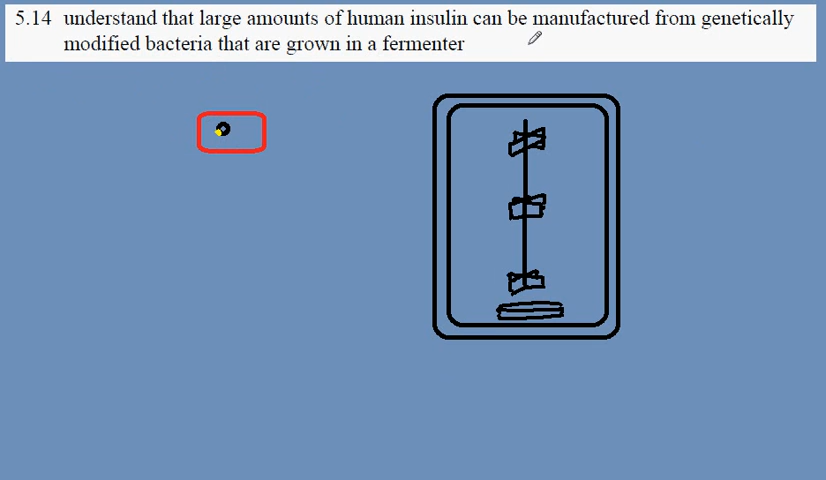 5.14 understand that large amounts of human insulin can be manufactured from genetically
modified bacteria that are grown in a fermenter